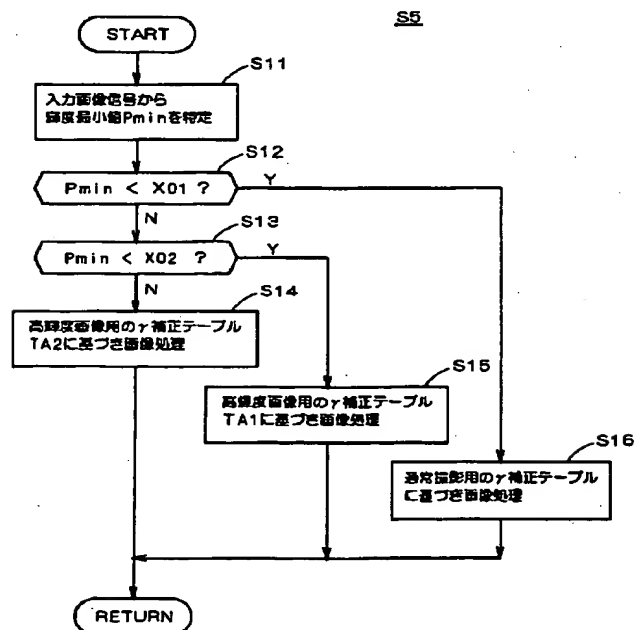 S5
START
S11
入力画像信号から
輝度最小値Pminを特定
S12
Pmin < X01 ?
Y
N
S13
Pmin < X02 ?
Y
N
S14
高輝度画像用のγ補正テーブル
TA2に基づき画像処理
S15
高輝度画像用のγ補正テーブル
TA1に基づき画像処理
S16
通常撮影用のγ補正テーブル
に基づき画像処理
RETURN